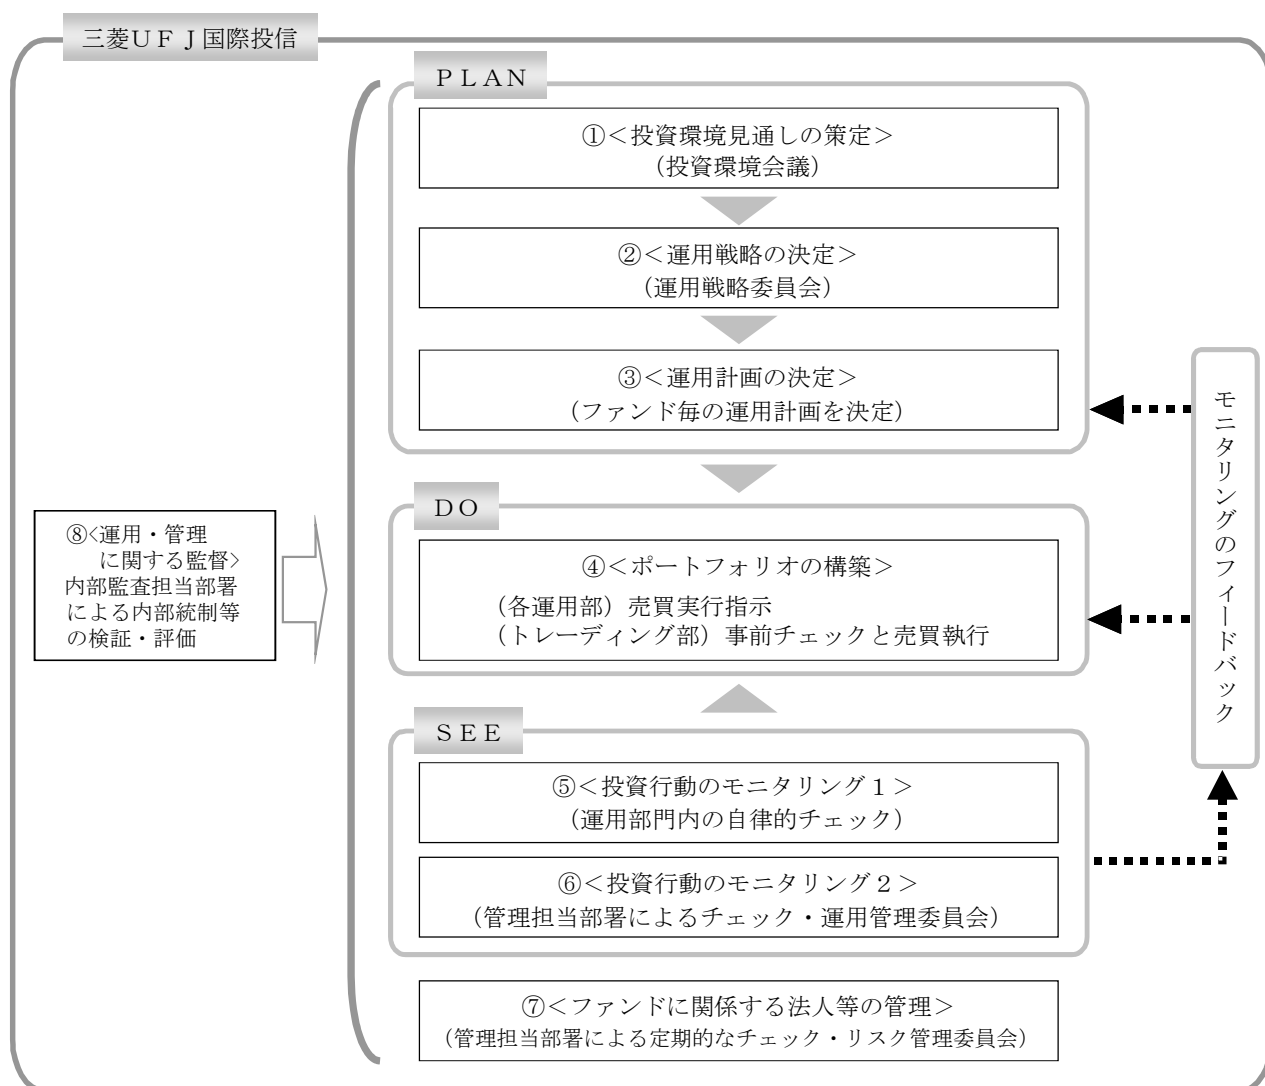 三菱ＵＦＪ国際投信
ＰＬＡＮ
①＜投資環境見通しの策定＞
（投資環境会議）
②＜運用戦略の決定＞
（運用戦略委員会）
③＜運用計画の決定＞
（ファンド毎の運用計画を決定）
ＤＯ
④＜ポートフォリオの構築＞
（各運用部）売買実行指示
（トレーディング部）事前チェックと売買執行
ＳＥＥ
⑤＜投資行動のモニタリング１＞
（運用部門内の自律的チェック）
⑥＜投資行動のモニタリング２＞
（管理担当部署によるチェック・運用管理委員会）
⑦＜ファンドに関係する法人等の管理＞
（管理担当部署による定期的なチェック・リスク管理委員会）
⑧<運用・管理
に関する監督>
内部監査担当部署
による内部統制等
の検証・評価
モニタリングのフィードバック